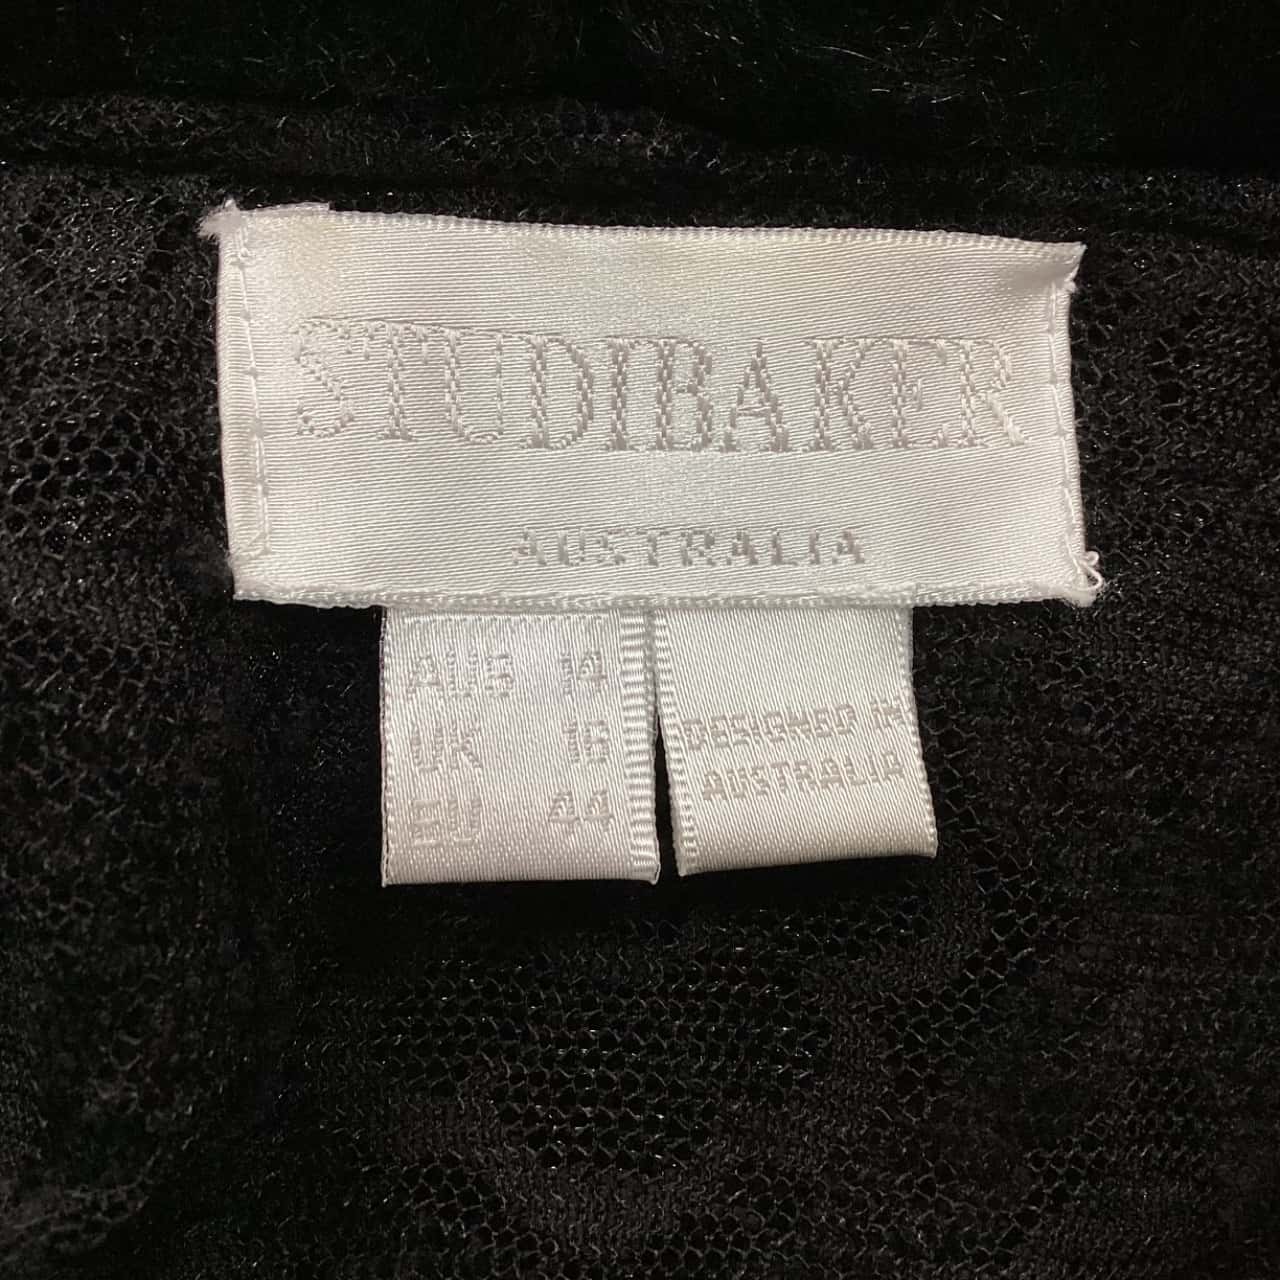 STUDIBAKER
AUSTRALIA
AUS 14
UK 16
EU 44
DESIGNED IN
AUSTRALIA